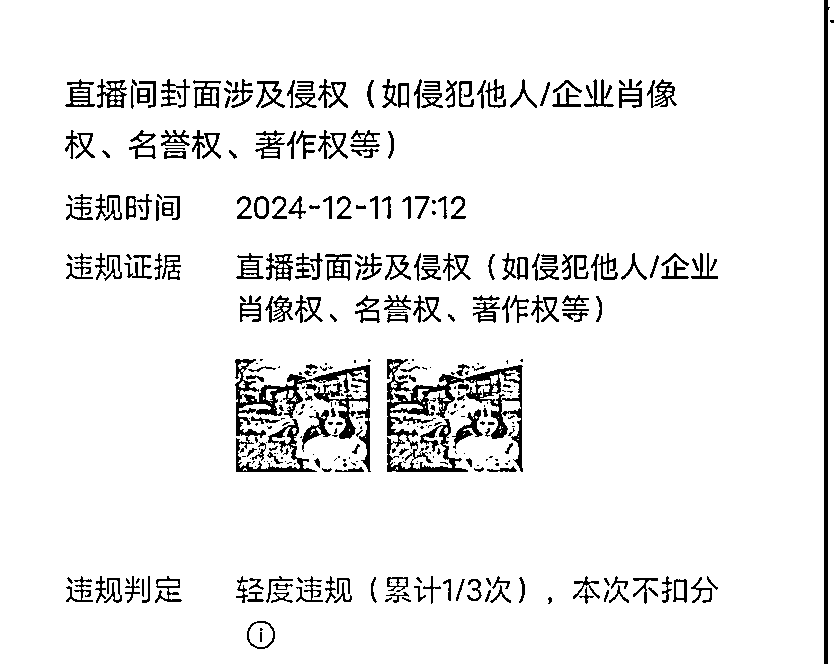 直播间封面涉及侵权（如侵犯他人/企业肖像
权、名誉权、著作权等）
违规时间 2024-12-11 17:12
违规证据 直播封面涉及侵权（如侵犯他人/企业
肖像权、名誉权、著作权等）
违规判定 轻度违规（累计1/3次），本次不扣分